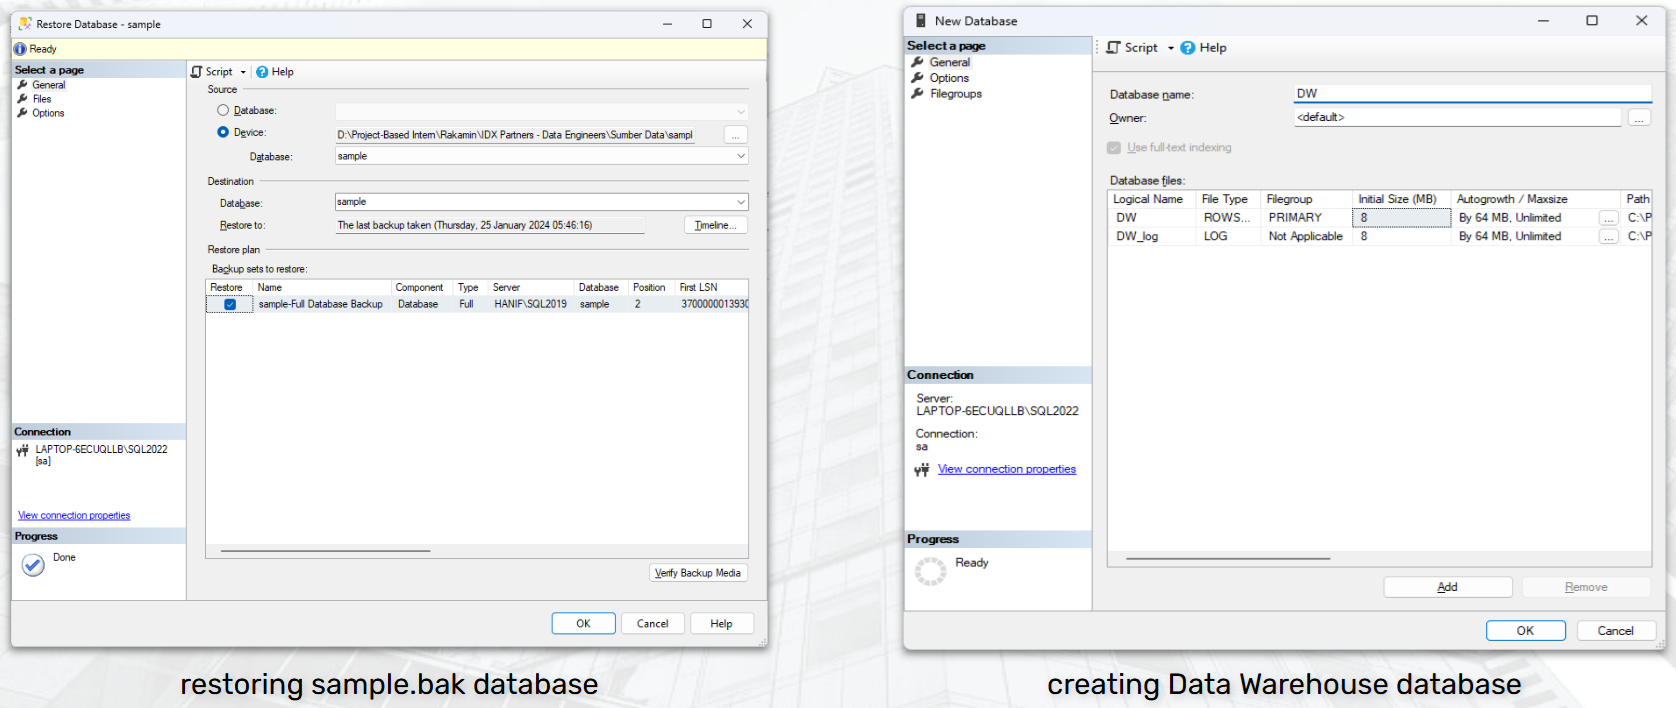 Restore Database - sample
Ready
Select a page
General
Files
Options
Script
Help
Source
Database:
Device:
D:\Project-Based Intern\Rakamin\IDX Partners - Data Engineers\Sumber Data\sampl
...
Database:
sample
Destination
Database:
sample
Restore to:
The last backup taken (Thursday, 25 January 2024 05:46:16)
Timeline...
Restore plan
Backup sets to restore:
Restore Name Component Type Server Database Position First LSN
sample-Full Database Backup Database Full HANIF\SQL2019 sample 2 3700000013930
Connection
LAPTOP-6ECUQLLB\SQL2022
[sa]
View connection properties
Progress
Done
Verify Backup Media
OK Cancel Help
restoring sample.bak database
New Database
Select a page
General
Options
Filegroups
Script
Help
Database name:
DW
Owner:
<default>
...
Use full-text indexing
Database files:
Logical Name File Type Filegroup Initial Size (MB) Autogrowth / Maxsize Path
DW ROWS... PRIMARY 8 By 64 MB, Unlimited ... C:\P
DW_log LOG Not Applicable 8 By 64 MB, Unlimited ... C:\P
Connection
Server:
LAPTOP-6ECUQLLB\SQL2022
Connection:
sa
View connection properties
Progress
Ready
Add Remove
OK Cancel
creating Data Warehouse database